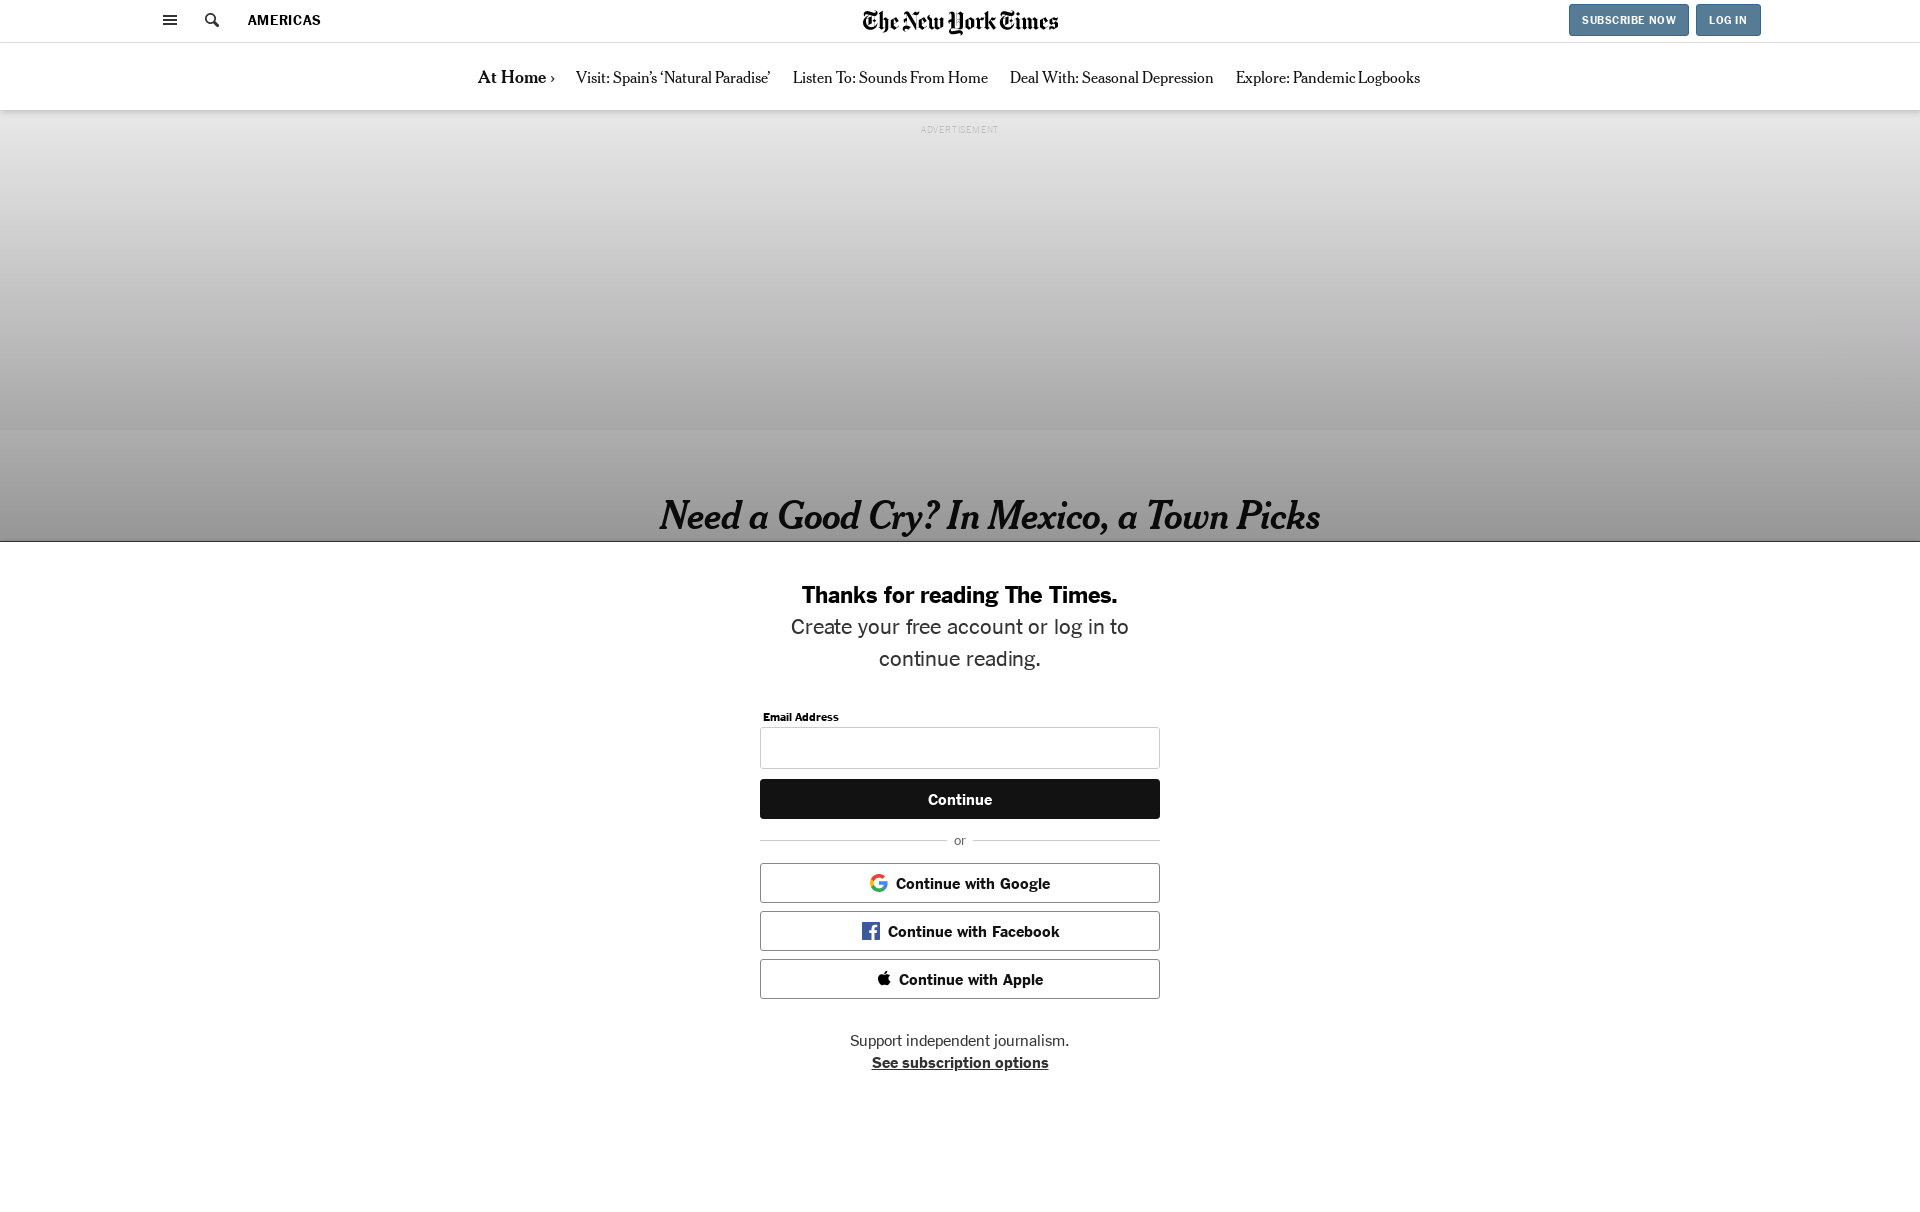 AMERICAS
The New York Times
SUBSCRIBE NOW
LOG IN
At Home › Visit: Spain’s ‘Natural Paradise’ Listen To: Sounds From Home Deal With: Seasonal Depression Explore: Pandemic Logbooks
ADVERTISEMENT
Need a Good Cry? In Mexico, a Town Picks
Thanks for reading The Times.
Create your free account or log in to
continue reading.
Email Address
Continue
or
Continue with Google
Continue with Facebook
Continue with Apple
Support independent journalism.
See subscription options